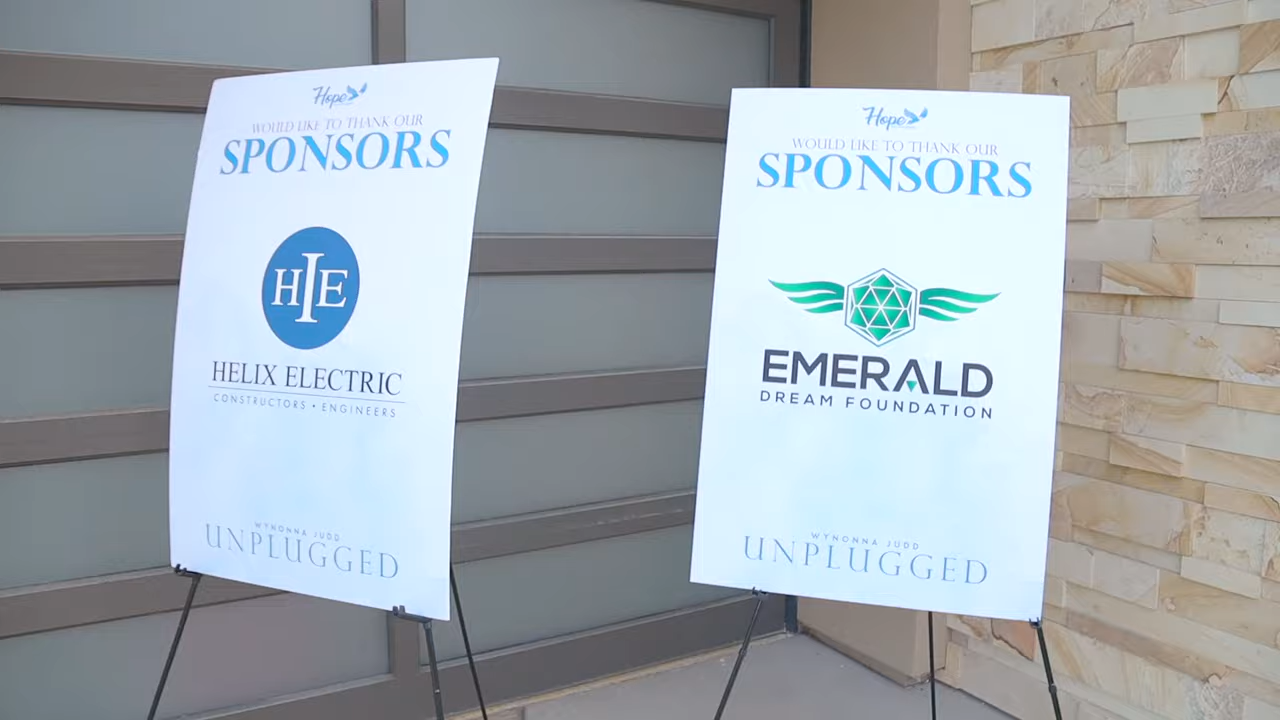 Hope
WOULD LIKE TO THANK OUR
SPONSORS
HIE
HELIX ELECTRIC
CONSTRUCTORS • ENGINEERS
WYNONNA JUDD
UNPLUGGED
Hope
WOULD LIKE TO THANK OUR
SPONSORS
EMERALD
DREAM FOUNDATION
WYNONNA JUDD
UNPLUGGED